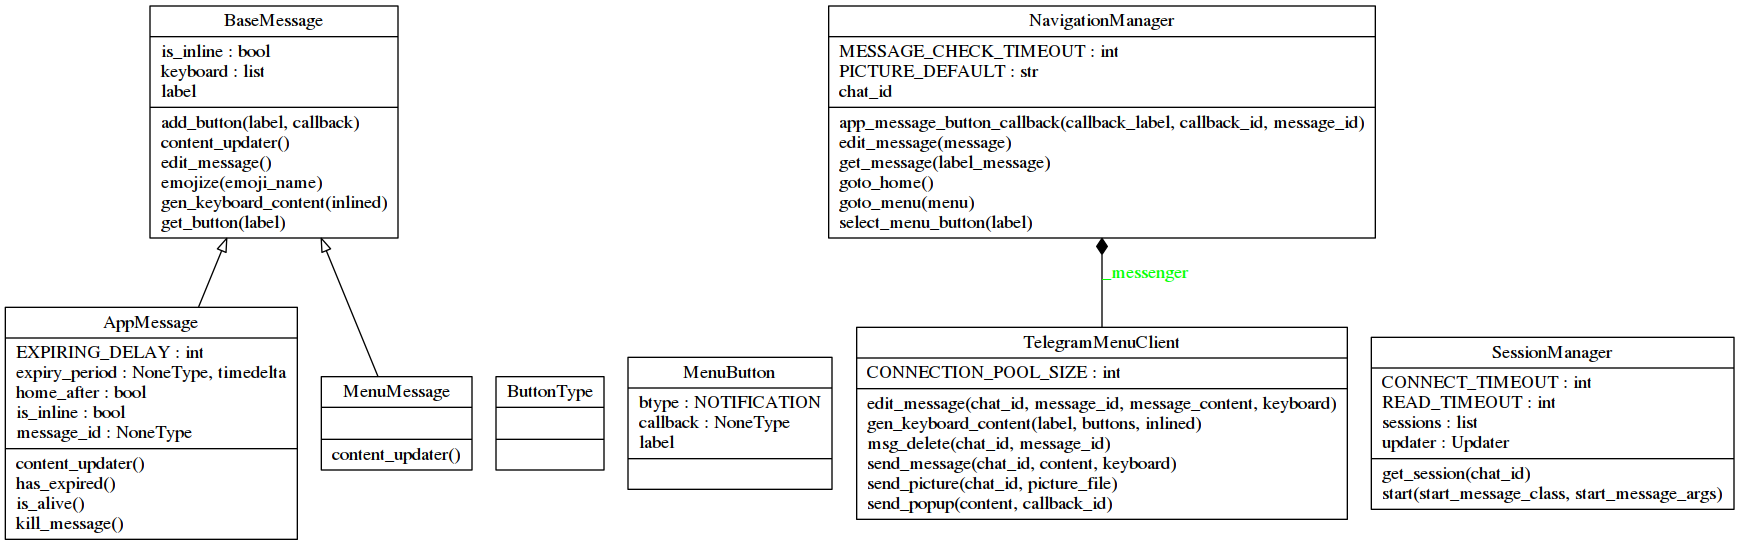 BaseMessage
is_inline : bool
keyboard : list
label
add_button(label, callback)
content_updater()
edit_message()
emojize(emoji_name)
gen_keyboard_content(inlined)
get_button(label)
NavigationManager
MESSAGE_CHECK_TIMEOUT : int
PICTURE_DEFAULT : str
chat_id
app_message_button_callback(callback_label, callback_id, message_id)
edit_message(message)
get_message(label_message)
goto_home()
goto_menu(menu)
select_menu_button(label)
_messenger
AppMessage
EXPIRING_DELAY : int
expiry_period : NoneType, timedelta
home_after : bool
is_inline : bool
message_id : NoneType
content_updater()
has_expired()
is_alive()
kill_message()
MenuMessage
content_updater()
ButtonType
MenuButton
btype : NOTIFICATION
callback : NoneType
label
TelegramMenuClient
CONNECTION_POOL_SIZE : int
edit_message(chat_id, message_id, message_content, keyboard)
gen_keyboard_content(label, buttons, inlined)
msg_delete(chat_id, message_id)
send_message(chat_id, content, keyboard)
send_picture(chat_id, picture_file)
send_popup(content, callback_id)
SessionManager
CONNECT_TIMEOUT : int
READ_TIMEOUT : int
sessions : list
updater : Updater
get_session(chat_id)
start(start_message_class, start_message_args)